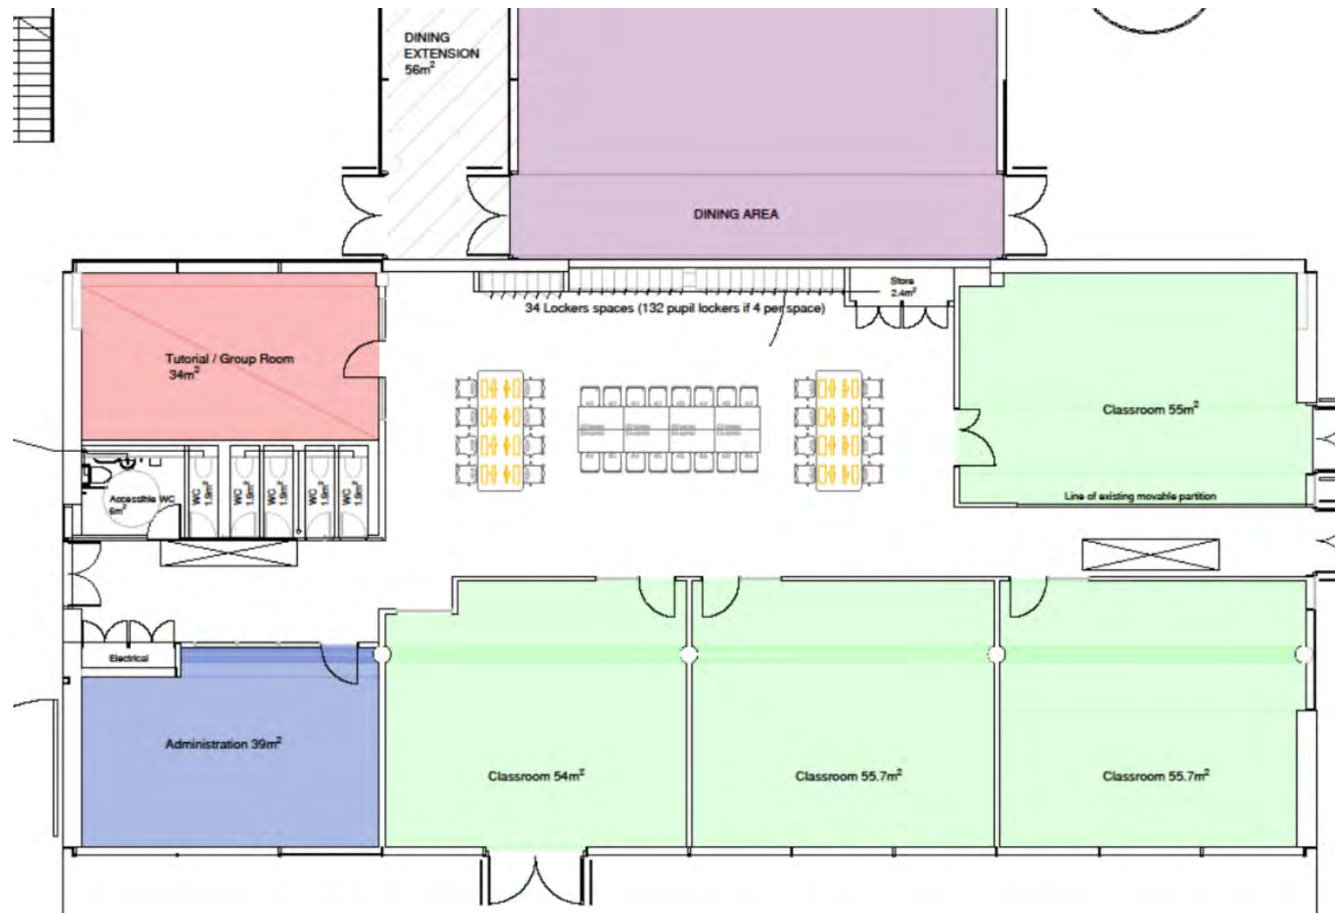 DINING
EXTENSION
56m²
DINING AREA
Store
2.4m²
34 Lockers spaces (132 pupil lockers if 4 per space)
Tutorial / Group Room
34m²
Classroom 55m²
Line of existing movable partition
Accessible WC
6m²
WC
1.9m²
WC
1.9m²
WC
1.9m²
WC
1.9m²
WC
1.9m²
Electrical
Administration 39m²
Classroom 54m²
Classroom 55.7m²
Classroom 55.7m²